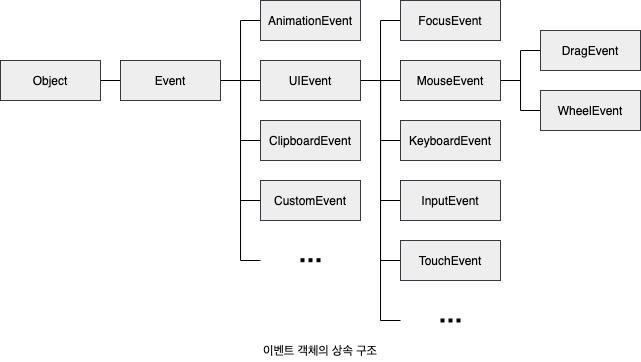 Object
Event
AnimationEvent
UIEvent
ClipboardEvent
CustomEvent
...
FocusEvent
MouseEvent
KeyboardEvent
InputEvent
TouchEvent
...
DragEvent
WheelEvent
이벤트 객체의 상속 구조